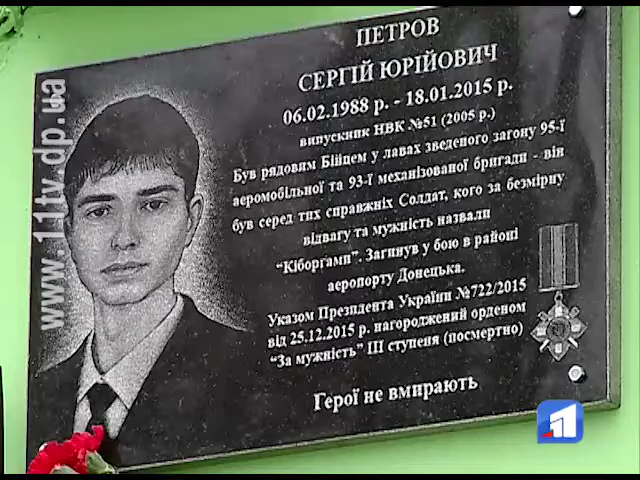 ПЕТРОВ
СЕРГІЙ ЮРІЙОВИЧ
06.02.1988 р. - 18.01.2015 р.
випускник НВК №51 (2005 р.)
Був рядовим Бійцем у лавах зведеного загону 95-ї
аеромобільної та 93-ї механізованої бригади - він
був серед тих справжніх Солдат, кого за безмірну
відвагу та мужність назвали
“Кіборгами”. Загинув у бою в районі
аеропорту Донецька.
Указом Президента України №722/2015
від 25.12.2015 р. нагороджений орденом
“За мужність” ІІІ ступеня (посмертно)
Герої не вмирають
www.11tv.dp.ua